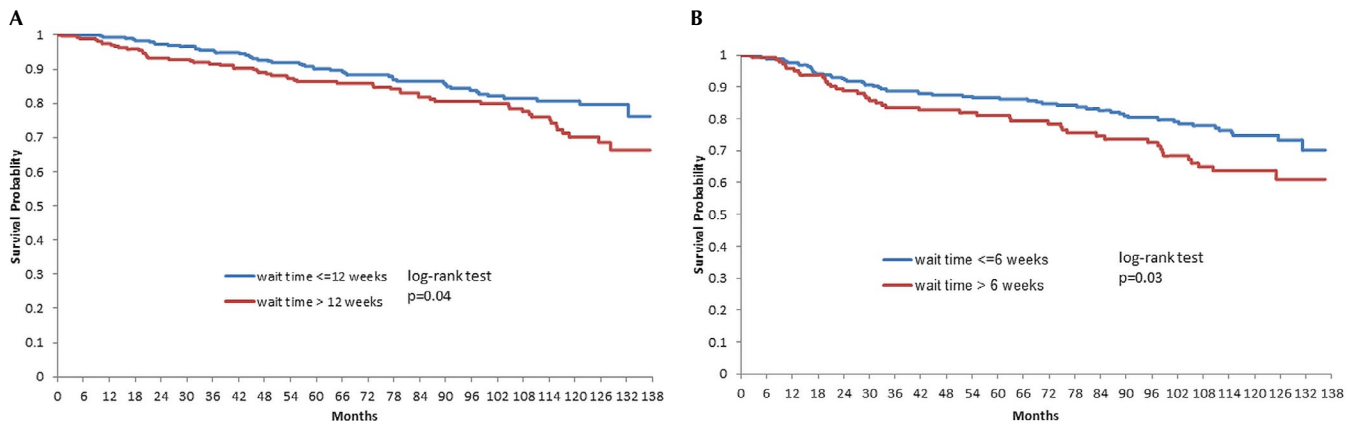 A
Survival Probablity
1
0.9
0.8
0.7
0.6
0.5
0.4
0.3
0.2
0.1
0
wait time <=12 weeks
wait time > 12 weeks
log-rank test
p=0.04
0 6 12 18 24 30 36 42 48 54 60 66 72 78 84 90 96 102 108 114 120 126 132 138
Months
B
Survival Probability
1
0.9
0.8
0.7
0.6
0.5
0.4
0.3
0.2
0.1
0
wait time <=6 weeks
wait time > 6 weeks
log-rank test
p=0.03
0 6 12 18 24 30 36 42 48 54 60 66 72 78 84 90 96 102 108 114 120 126 132 138
Months